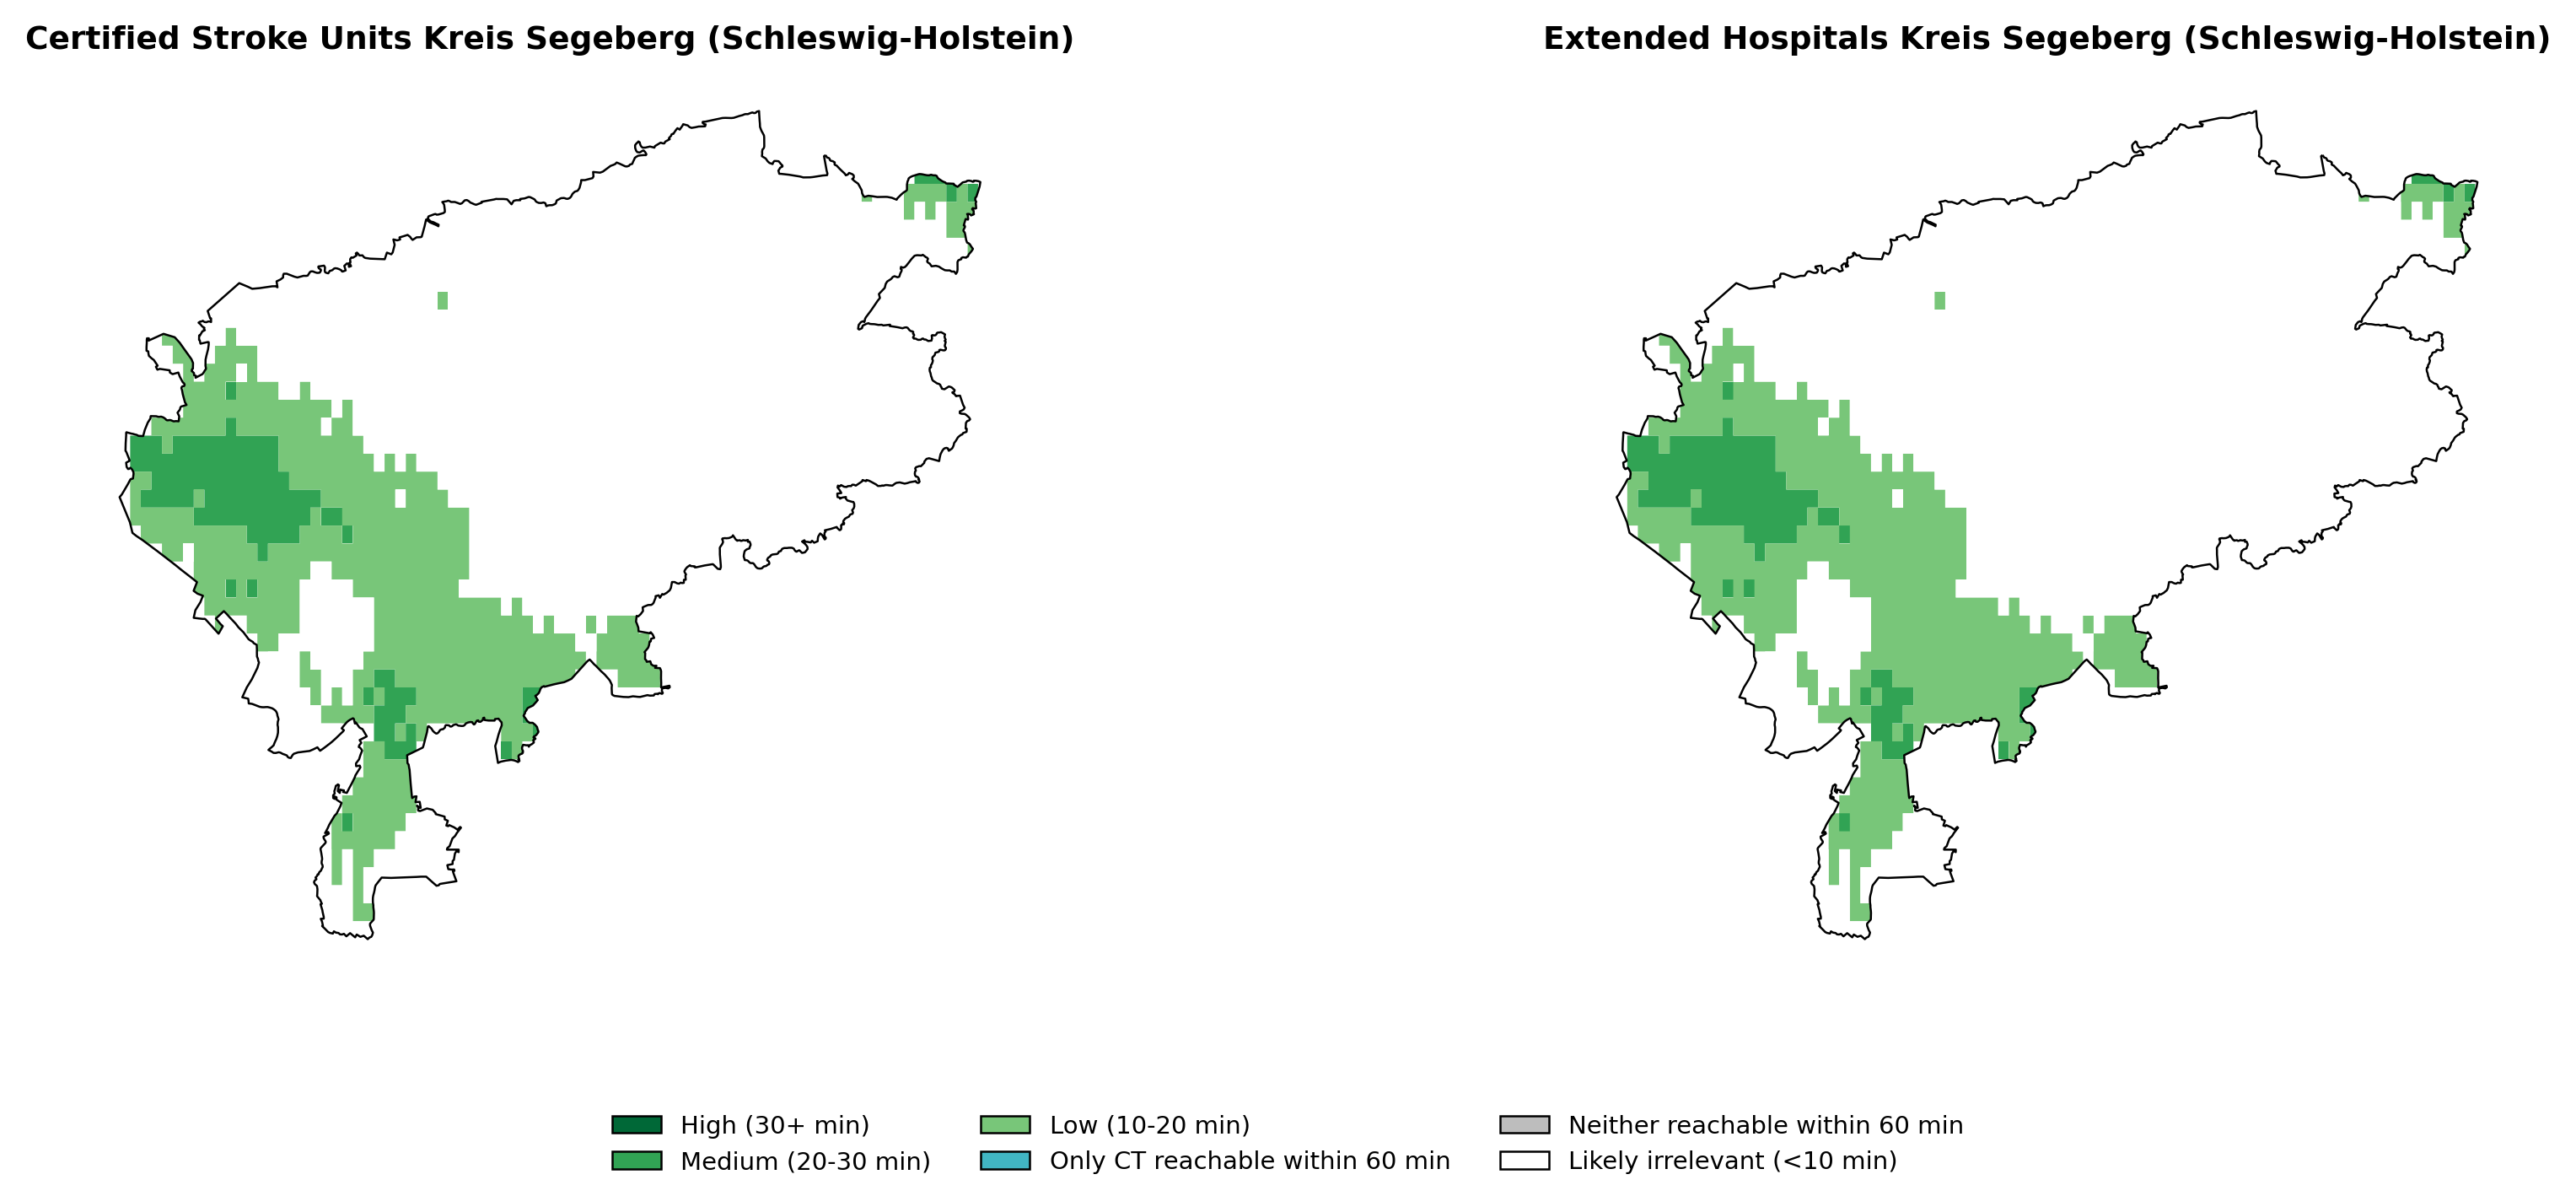 Certified Stroke Units Kreis Segeberg (Schleswig-Holstein)
Extended Hospitals Kreis Segeberg (Schleswig-Holstein)
High (30+ min)
Medium (20-30 min)
Low (10-20 min)
Only CT reachable within 60 min
Neither reachable within 60 min
Likely irrelevant (<10 min)